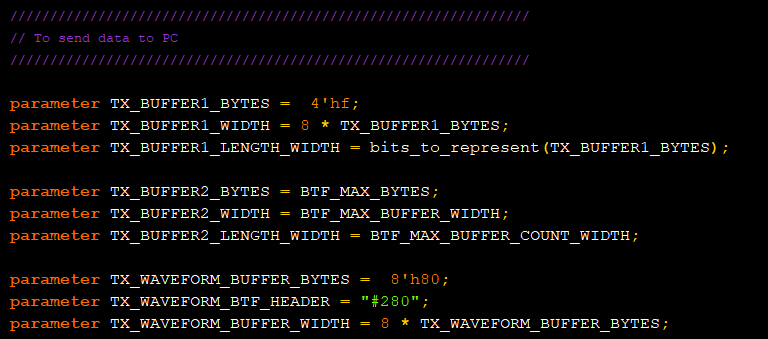 /////////////////////////////////////////////////////////////////
// To send data to PC
/////////////////////////////////////////////////////////////////
parameter TX_BUFFER1_BYTES =  4'hf;
parameter TX_BUFFER1_WIDTH = 8 * TX_BUFFER1_BYTES;
parameter TX_BUFFER1_LENGTH_WIDTH = bits_to_represent(TX_BUFFER1_BYTES);
parameter TX_BUFFER2_BYTES = BTF_MAX_BYTES;
parameter TX_BUFFER2_WIDTH = BTF_MAX_BUFFER_WIDTH;
parameter TX_BUFFER2_LENGTH_WIDTH = BTF_MAX_BUFFER_COUNT_WIDTH;
parameter TX_WAVEFORM_BUFFER_BYTES =  8'h80;
parameter TX_WAVEFORM_BTF_HEADER = "#280";
parameter TX_WAVEFORM_BUFFER_WIDTH = 8 * TX_WAVEFORM_BUFFER_BYTES;